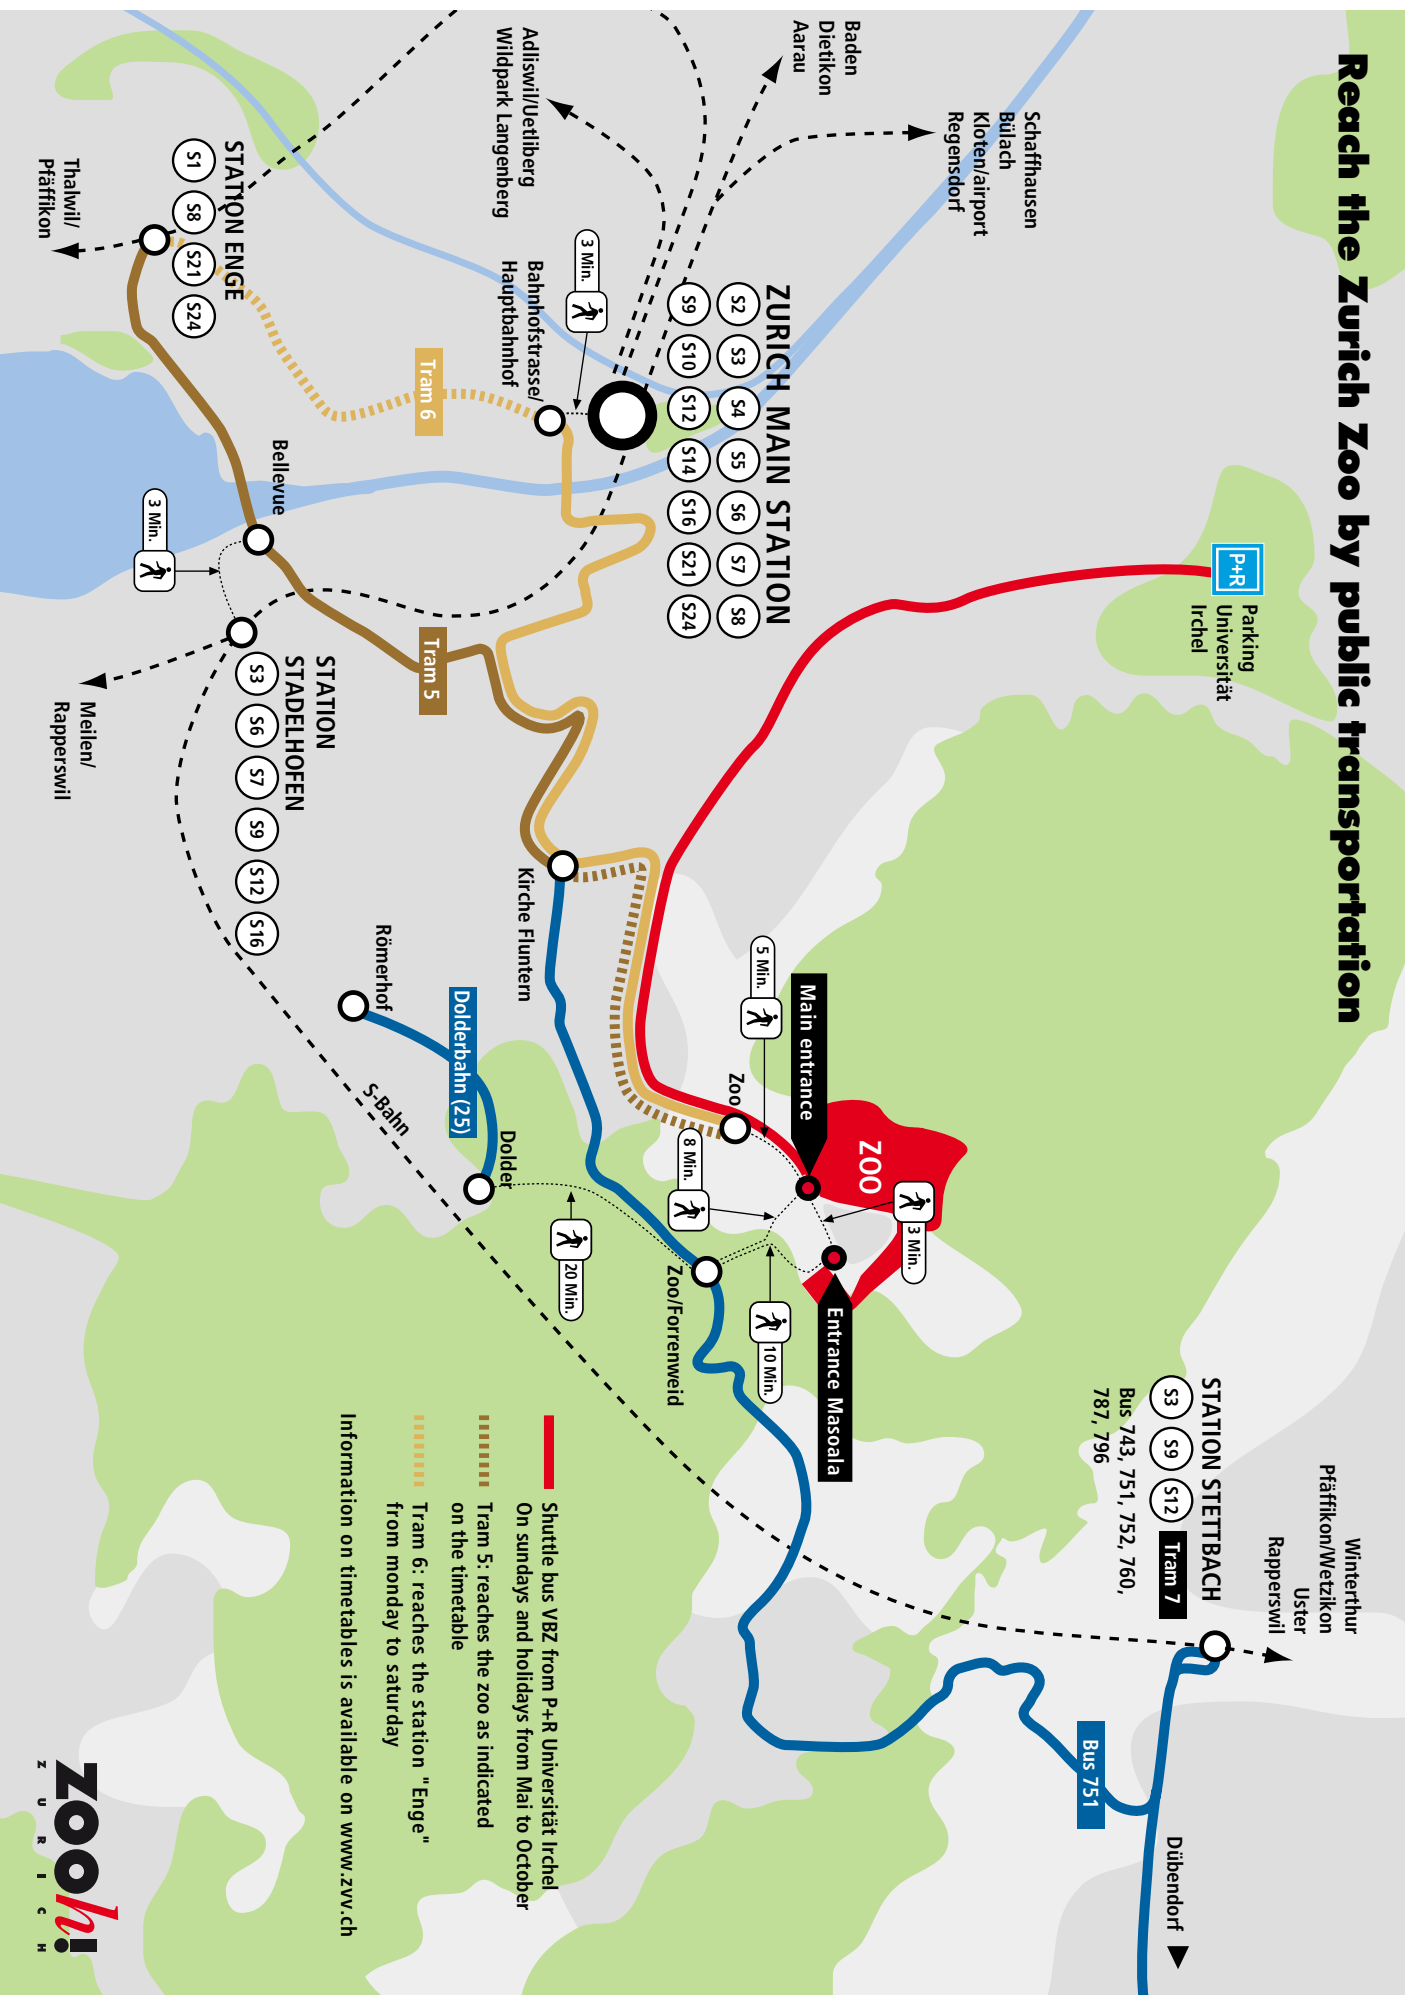 Reach the Zurich Zoo by public transportation
Schaffhausen
Bülach
Kloten/airport
Regensdorf
Baden
Dietikon
Aarau
Adliswil/Uetliberg
Wildpark Langenberg
ZURICH MAIN STATION
S2 S3 S4 S5 S6 S7 S8
S9 S10 S12 S14 S16 S21 S24
3 Min.
Bahnhofstrasse/
Hauptbahnhof
Tram 6
STATION ENGE
S1 S8 S21 S24
Thalwil/
Pfäffikon
Bellevue
3 Min.
Tram 5
STATION
STADELHOFEN
S3 S6 S7 S9 S12 S16
Meilen/
Rapperswil
P+R
Parking
Universität
Irchel
Kirche Fluntern
Römerhof
Dolderbahn (25)
Dolder
S-Bahn
5 Min.
Main entrance
Zoo
ZOO
8 Min.
3 Min.
20 Min.
10 Min.
Zoo/Forrenweid
Entrance Masoala
Winterthur
Pfäffikon/Wetzikon
Uster
Rapperswil
STATION STETTBACH
S3 S9 S12 Tram 7
Bus 743, 751, 752, 760,
787, 796
Bus 751
Dübendorf
Shuttle bus VBZ from P+R Universität Irchel
On sundays and holidays from Mai to October
Tram 5: reaches the zoo as indicated
on the timetable
Tram 6: reaches the station "Enge"
from monday to saturday
Information on timetables is available on www.zvv.ch
zooh!
ZURICH